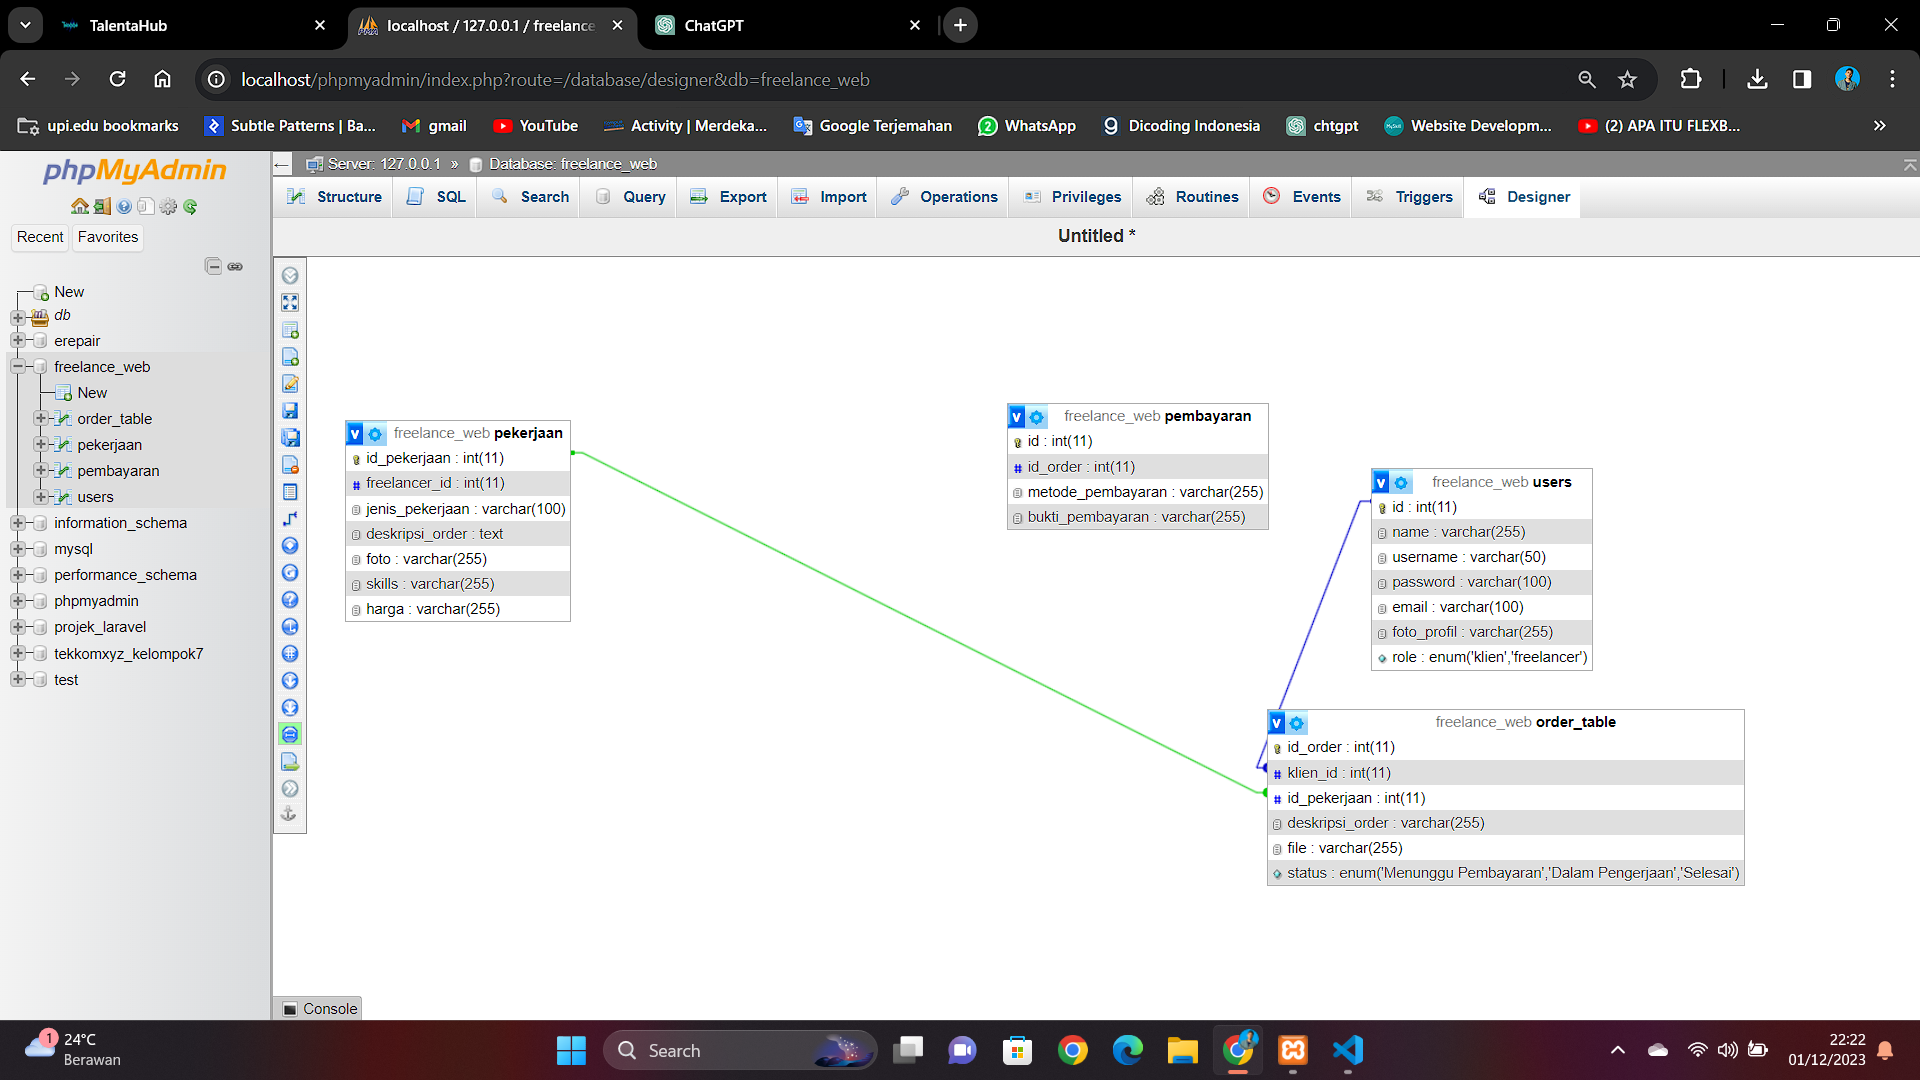 TalentaHub
localhost / 127.0.0.1 / freelance
ChatGPT
localhost/phpmyadmin/index.php?route=/database/designer&db=freelance_web
upi.edu bookmarks
Subtle Patterns | Ba...
gmail
YouTube
Activity | Merdeka...
Google Terjemahan
WhatsApp
Dicoding Indonesia
chtgpt
Website Developm...
(2) APA ITU FLEXB...
phpMyAdmin
Recent
Favorites
New
db
erepair
freelance_web
New
order_table
pekerjaan
pembayaran
users
information_schema
mysql
performance_schema
phpmyadmin
projek_laravel
tekkomxyz_kelompok7
test
Server: 127.0.0.1 » Database: freelance_web
Structure
SQL
Search
Query
Export
Import
Operations
Privileges
Routines
Events
Triggers
Designer
Untitled *
freelance_web pekerjaan
id_pekerjaan : int(11)
freelancer_id : int(11)
jenis_pekerjaan : varchar(100)
deskripsi_order : text
foto : varchar(255)
skills : varchar(255)
harga : varchar(255)
freelance_web pembayaran
id : int(11)
id_order : int(11)
metode_pembayaran : varchar(255)
bukti_pembayaran : varchar(255)
freelance_web users
id : int(11)
name : varchar(255)
username : varchar(50)
password : varchar(100)
email : varchar(100)
foto_profil : varchar(255)
role : enum('klien','freelancer')
freelance_web order_table
id_order : int(11)
klien_id : int(11)
id_pekerjaan : int(11)
deskripsi_order : varchar(255)
file : varchar(255)
status : enum('Menunggu Pembayaran','Dalam Pengerjaan','Selesai')
Console
1
24°C
Berawan
Search
22:22
01/12/2023